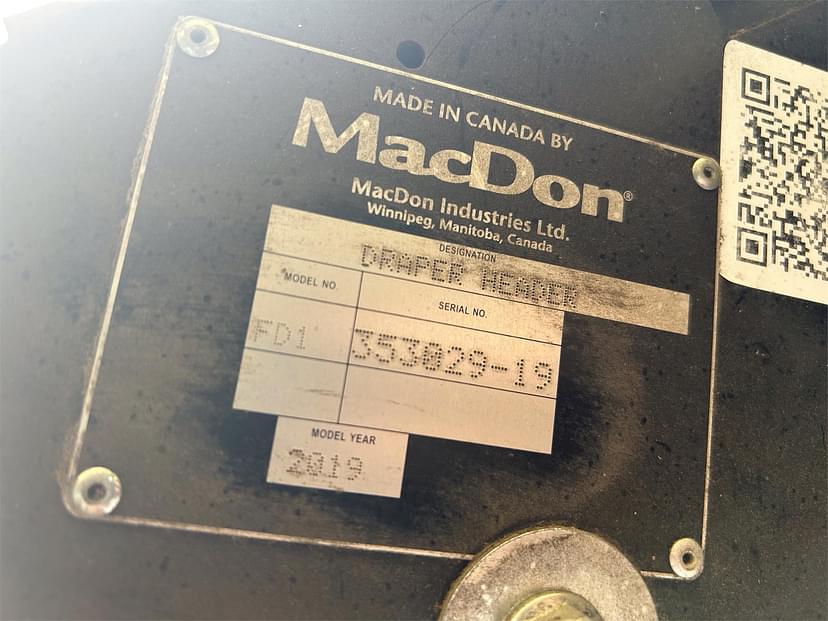 MADE IN CANADA BY
MacDon®
MacDon Industries Ltd.
Winnipeg, Manitoba, Canada
DESIGNATION
DRAPER HEADER
MODEL NO.
SERIAL NO.
FD1
353029-19
MODEL YEAR
2019